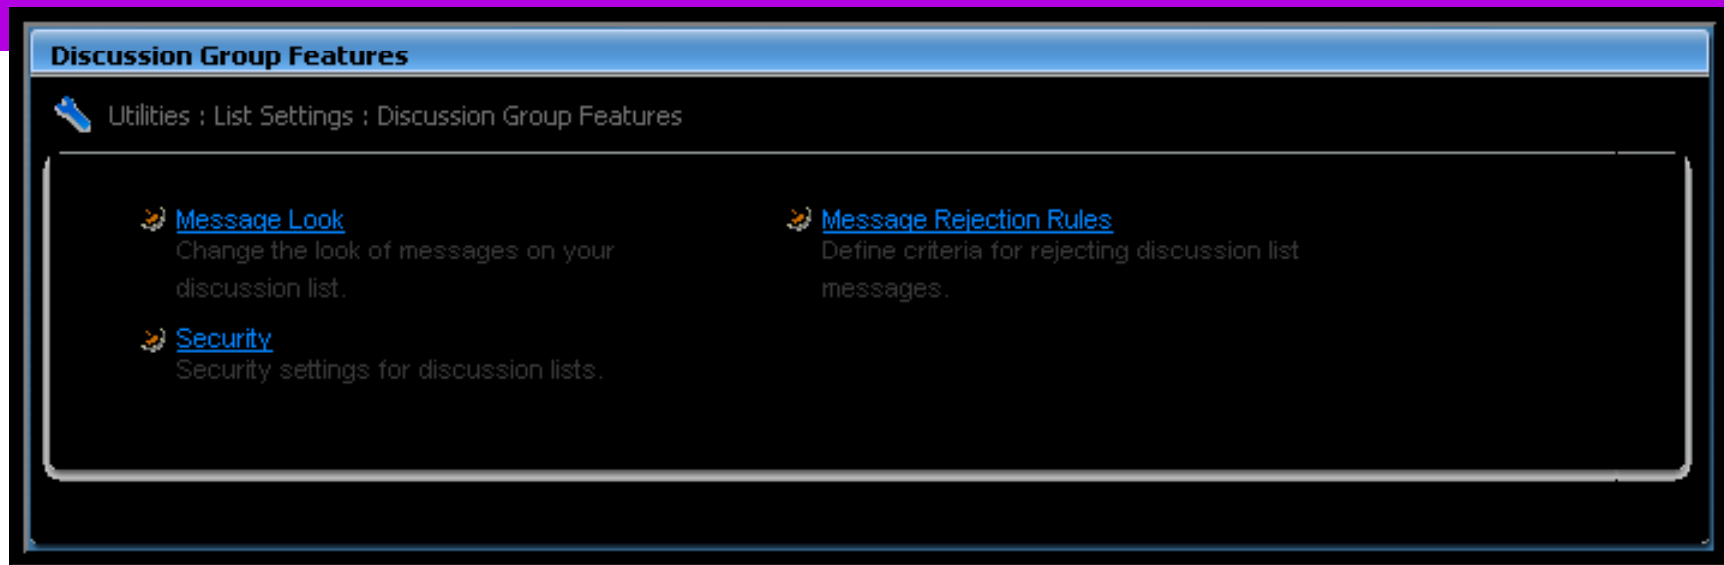 Discussion Group Features
Utilities : List Settings : Discussion Group Features
Message Look
Change the look of messages on your
discussion list.
Security
Security settings for discussion lists.
Message Rejection Rules
Define criteria for rejecting discussion list
messages.